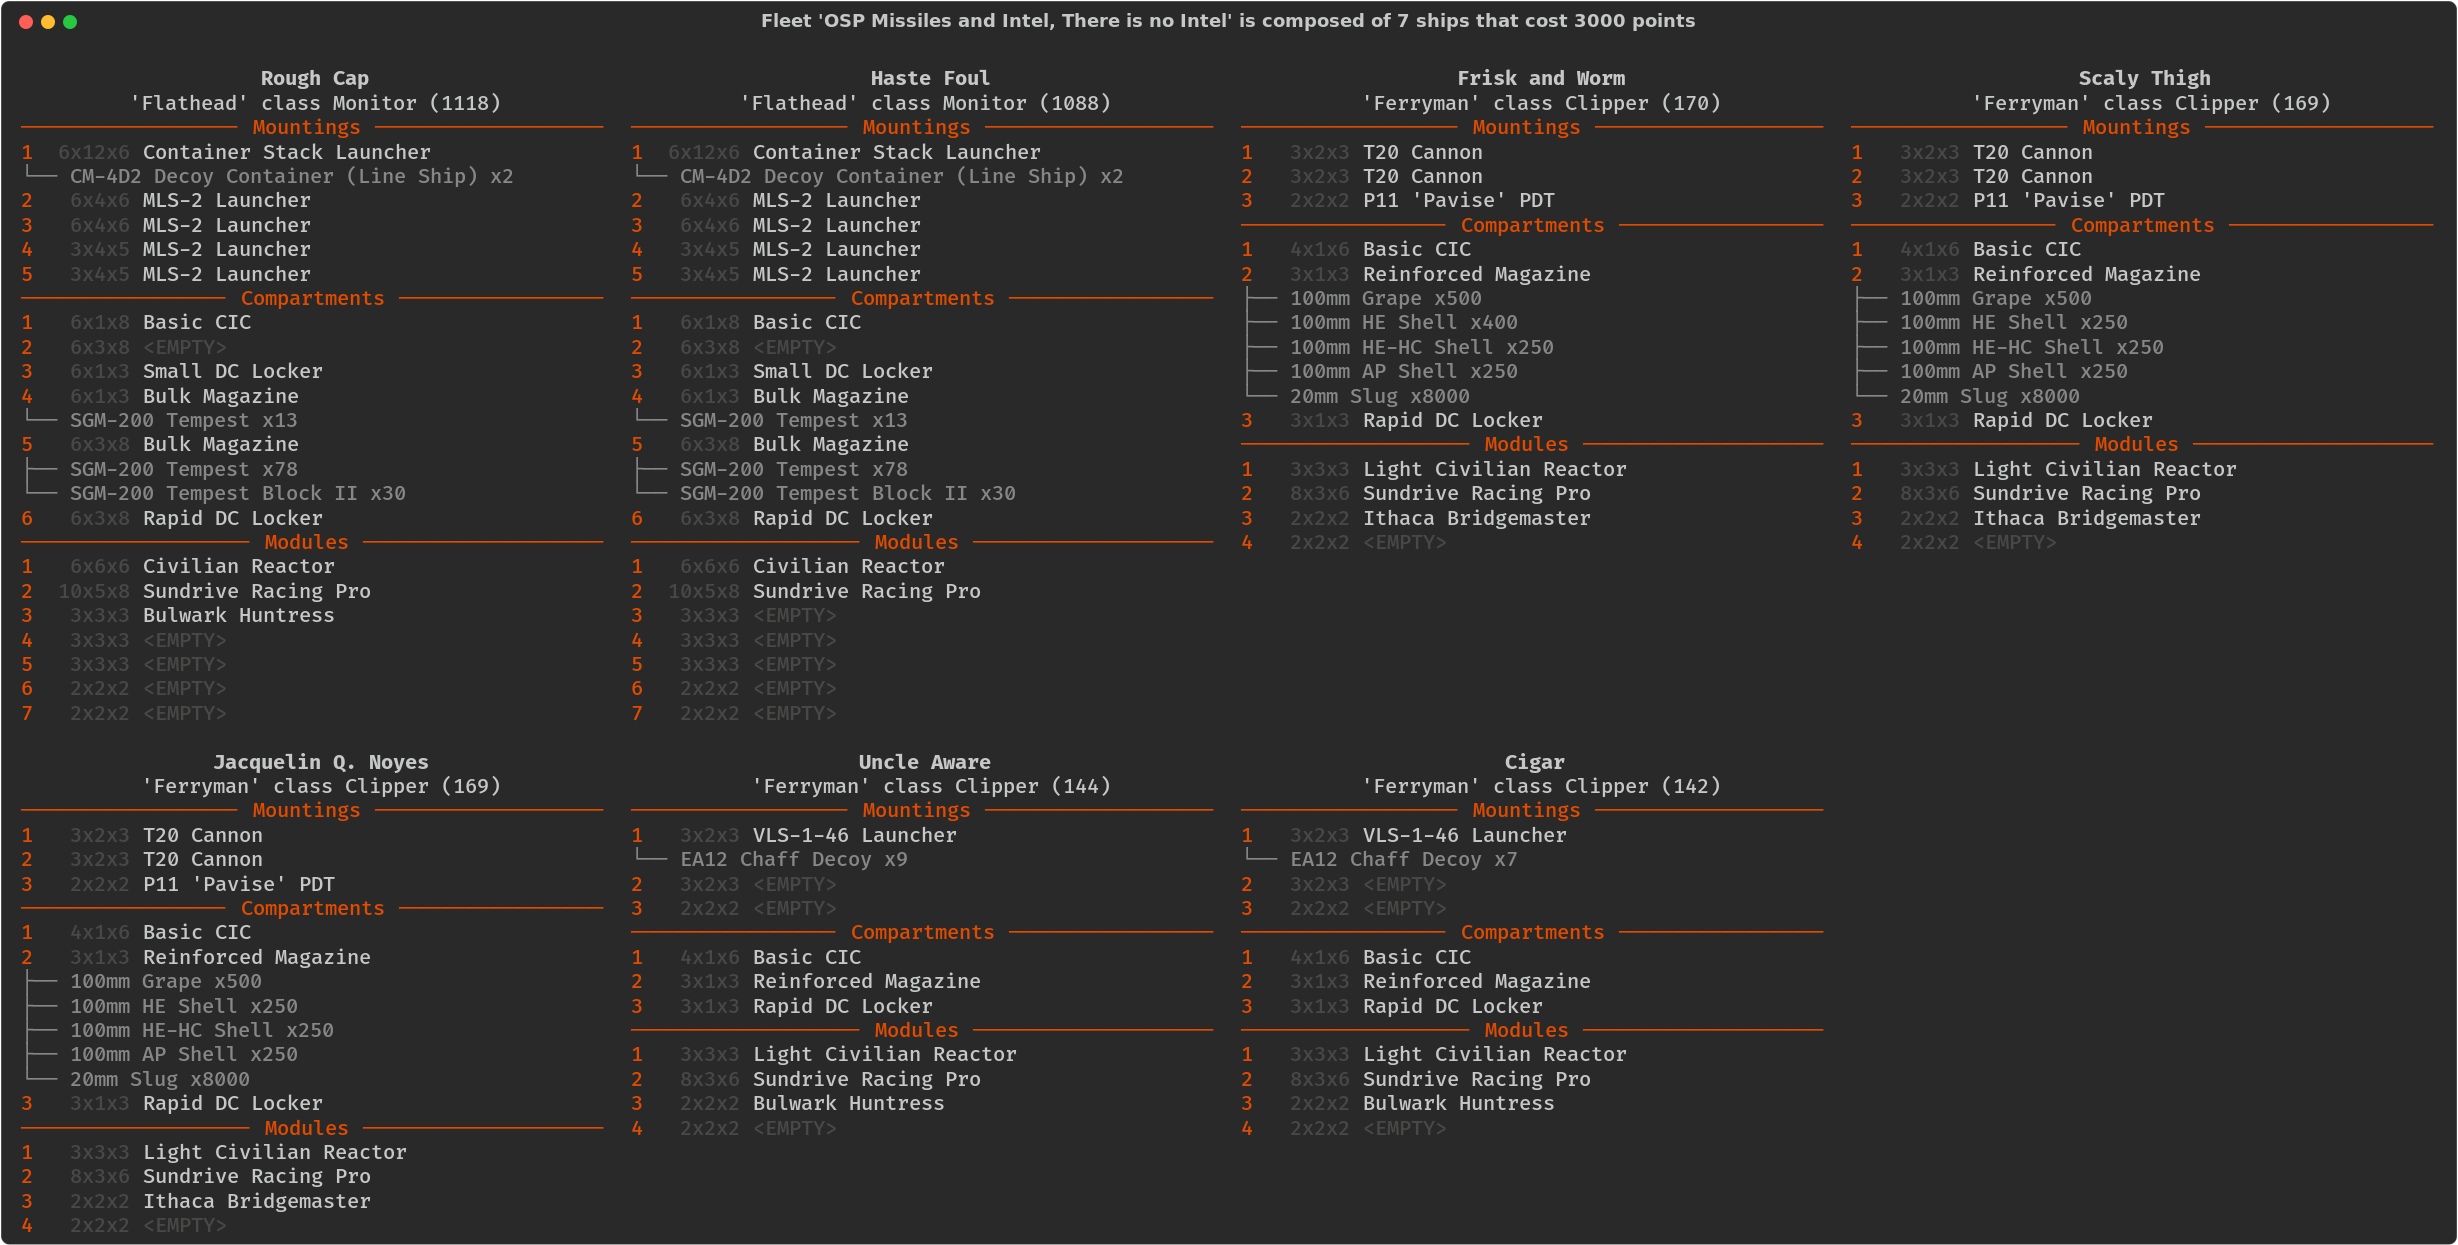 Fleet 'OSP Missiles and Intel, There is no Intel' is composed of 7 ships that cost 3000 points
Rough Cap
'Flathead' class Monitor (1118)
Mountings
1 6x12x6 Container Stack Launcher
CM-4D2 Decoy Container (Line Ship) x2
2 6x4x6 MLS-2 Launcher
3 6x4x6 MLS-2 Launcher
4 3x4x5 MLS-2 Launcher
5 3x4x5 MLS-2 Launcher
Compartments
1 6x1x8 Basic CIC
2 6x3x8 <EMPTY>
3 6x1x3 Small DC Locker
4 6x1x3 Bulk Magazine
SGM-200 Tempest x13
5 6x3x8 Bulk Magazine
SGM-200 Tempest x78
SGM-200 Tempest Block II x30
6 6x3x8 Rapid DC Locker
Modules
1 6x6x6 Civilian Reactor
2 10x5x8 Sundrive Racing Pro
3 3x3x3 Bulwark Huntress
4 3x3x3 <EMPTY>
5 3x3x3 <EMPTY>
6 2x2x2 <EMPTY>
7 2x2x2 <EMPTY>
Haste Foul
'Flathead' class Monitor (1088)
Mountings
1 6x12x6 Container Stack Launcher
CM-4D2 Decoy Container (Line Ship) x2
2 6x4x6 MLS-2 Launcher
3 6x4x6 MLS-2 Launcher
4 3x4x5 MLS-2 Launcher
5 3x4x5 MLS-2 Launcher
Compartments
1 6x1x8 Basic CIC
2 6x3x8 <EMPTY>
3 6x1x3 Small DC Locker
4 6x1x3 Bulk Magazine
SGM-200 Tempest x13
5 6x3x8 Bulk Magazine
SGM-200 Tempest x78
SGM-200 Tempest Block II x30
6 6x3x8 Rapid DC Locker
Modules
1 6x6x6 Civilian Reactor
2 10x5x8 Sundrive Racing Pro
3 3x3x3 <EMPTY>
4 3x3x3 <EMPTY>
5 3x3x3 <EMPTY>
6 2x2x2 <EMPTY>
7 2x2x2 <EMPTY>
Frisk and Worm
'Ferryman' class Clipper (170)
Mountings
1 3x2x3 T20 Cannon
2 3x2x3 T20 Cannon
3 2x2x2 P11 'Pavise' PDT
Compartments
1 4x1x6 Basic CIC
2 3x1x3 Reinforced Magazine
100mm Grape x500
100mm HE Shell x400
100mm HE-HC Shell x250
100mm AP Shell x250
20mm Slug x8000
3 3x1x3 Rapid DC Locker
Modules
1 3x3x3 Light Civilian Reactor
2 8x3x6 Sundrive Racing Pro
3 2x2x2 Ithaca Bridgemaster
4 2x2x2 <EMPTY>
Scaly Thigh
'Ferryman' class Clipper (169)
Mountings
1 3x2x3 T20 Cannon
2 3x2x3 T20 Cannon
3 2x2x2 P11 'Pavise' PDT
Compartments
1 4x1x6 Basic CIC
2 3x1x3 Reinforced Magazine
100mm Grape x500
100mm HE Shell x250
100mm HE-HC Shell x250
100mm AP Shell x250
20mm Slug x8000
3 3x1x3 Rapid DC Locker
Modules
1 3x3x3 Light Civilian Reactor
2 8x3x6 Sundrive Racing Pro
3 2x2x2 Ithaca Bridgemaster
4 2x2x2 <EMPTY>
Jacquelin Q. Noyes
'Ferryman' class Clipper (169)
Mountings
1 3x2x3 T20 Cannon
2 3x2x3 T20 Cannon
3 2x2x2 P11 'Pavise' PDT
Compartments
1 4x1x6 Basic CIC
2 3x1x3 Reinforced Magazine
100mm Grape x500
100mm HE Shell x250
100mm HE-HC Shell x250
100mm AP Shell x250
20mm Slug x8000
3 3x1x3 Rapid DC Locker
Modules
1 3x3x3 Light Civilian Reactor
2 8x3x6 Sundrive Racing Pro
3 2x2x2 Ithaca Bridgemaster
4 2x2x2 <EMPTY>
Uncle Aware
'Ferryman' class Clipper (144)
Mountings
1 3x2x3 VLS-1-46 Launcher
EA12 Chaff Decoy x9
2 3x2x3 <EMPTY>
3 2x2x2 <EMPTY>
Compartments
1 4x1x6 Basic CIC
2 3x1x3 Reinforced Magazine
3 3x1x3 Rapid DC Locker
Modules
1 3x3x3 Light Civilian Reactor
2 8x3x6 Sundrive Racing Pro
3 2x2x2 Bulwark Huntress
4 2x2x2 <EMPTY>
Cigar
'Ferryman' class Clipper (142)
Mountings
1 3x2x3 VLS-1-46 Launcher
EA12 Chaff Decoy x7
2 3x2x3 <EMPTY>
3 2x2x2 <EMPTY>
Compartments
1 4x1x6 Basic CIC
2 3x1x3 Reinforced Magazine
3 3x1x3 Rapid DC Locker
Modules
1 3x3x3 Light Civilian Reactor
2 8x3x6 Sundrive Racing Pro
3 2x2x2 Bulwark Huntress
4 2x2x2 <EMPTY>